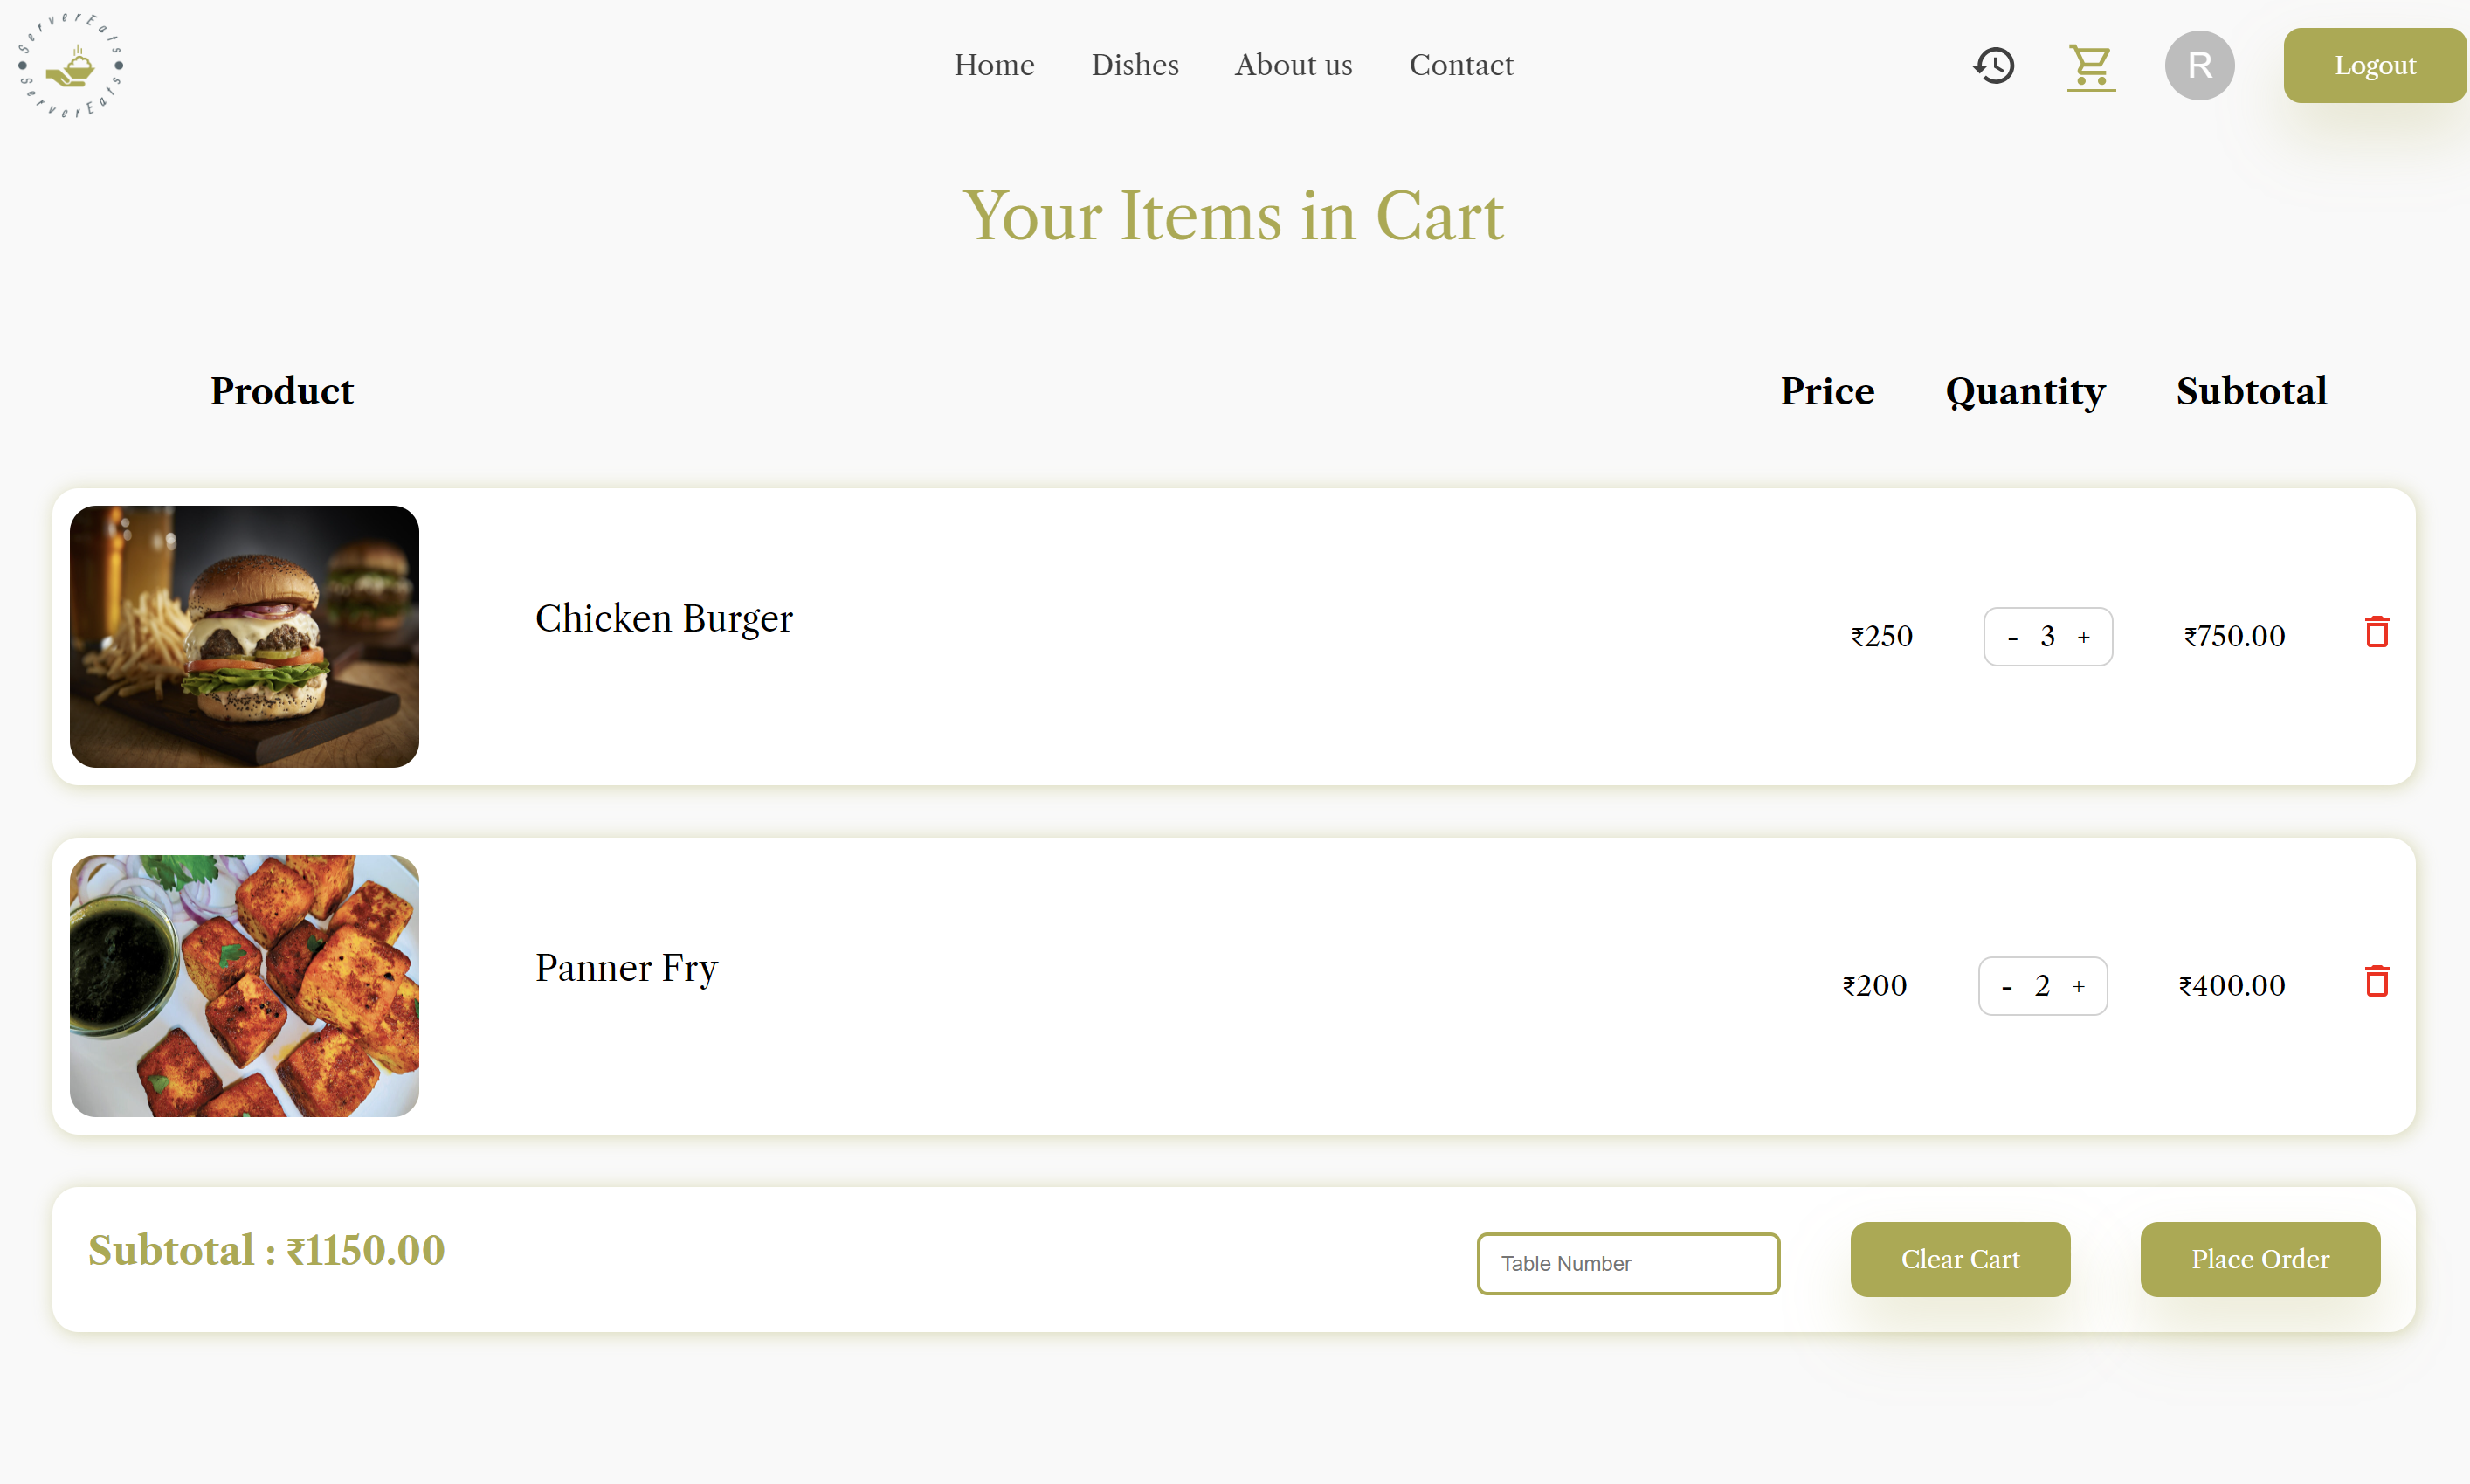 ServerEats
ServerEats
Home Dishes About us Contact R Logout
Your Items in Cart
Product Price Quantity Subtotal
Chicken Burger ₹250 - 3 + ₹750.00
Panner Fry ₹200 - 2 + ₹400.00
Subtotal : ₹1150.00 Table Number Clear Cart Place Order